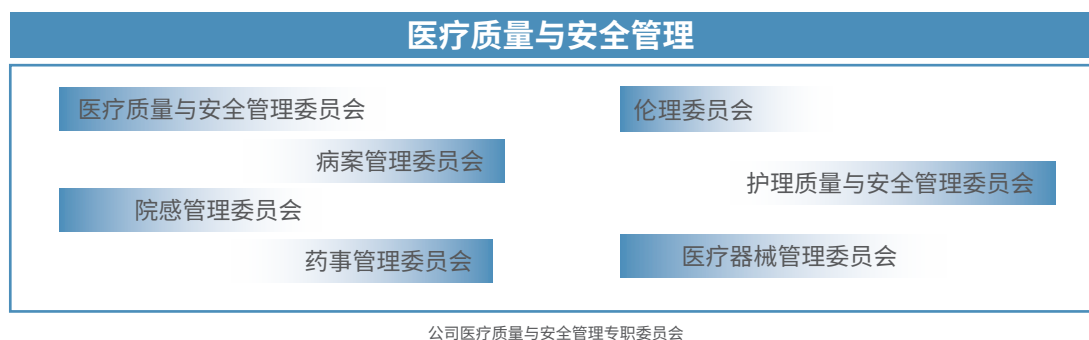 医疗质量与安全管理
医疗质量与安全管理委员会
病案管理委员会
院感管理委员会
药事管理委员会
伦理委员会
护理质量与安全管理委员会
医疗器械管理委员会
公司医疗质量与安全管理专职委员会